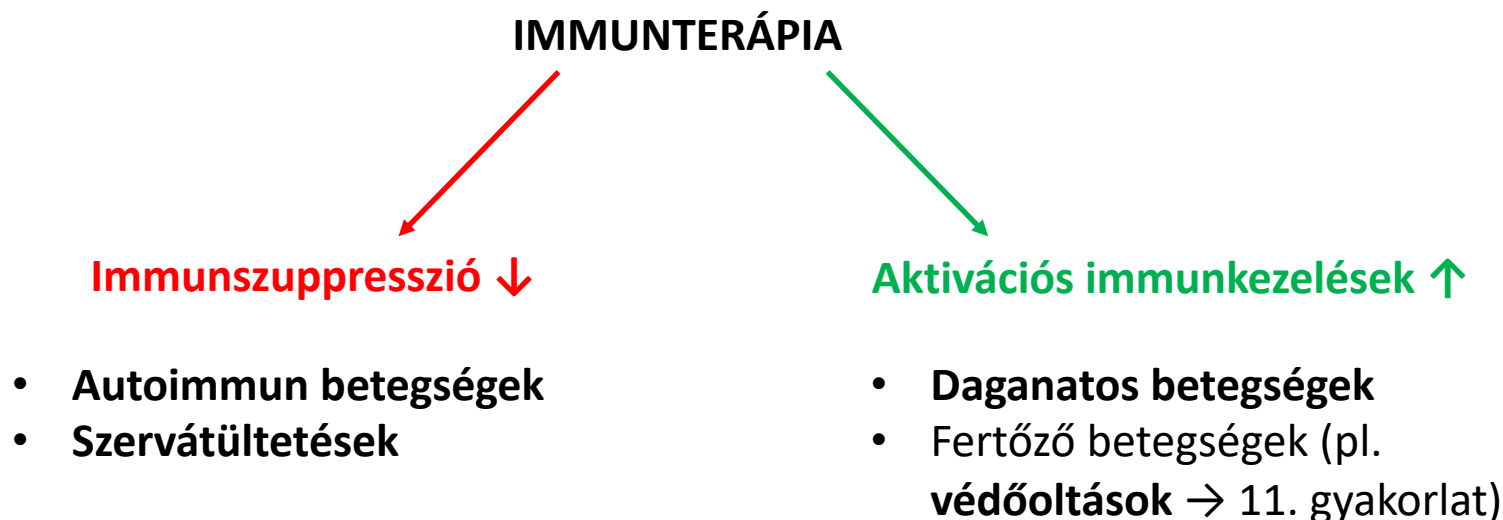 IMMUNTERÁPIA
Immunszuppresszió ↓
• Autoimmun betegségek
• Szervátültetések
Aktivációs immunkezelések ↑
• Daganatos betegségek
• Fertőző betegségek (pl.
védőoltások → 11. gyakorlat)